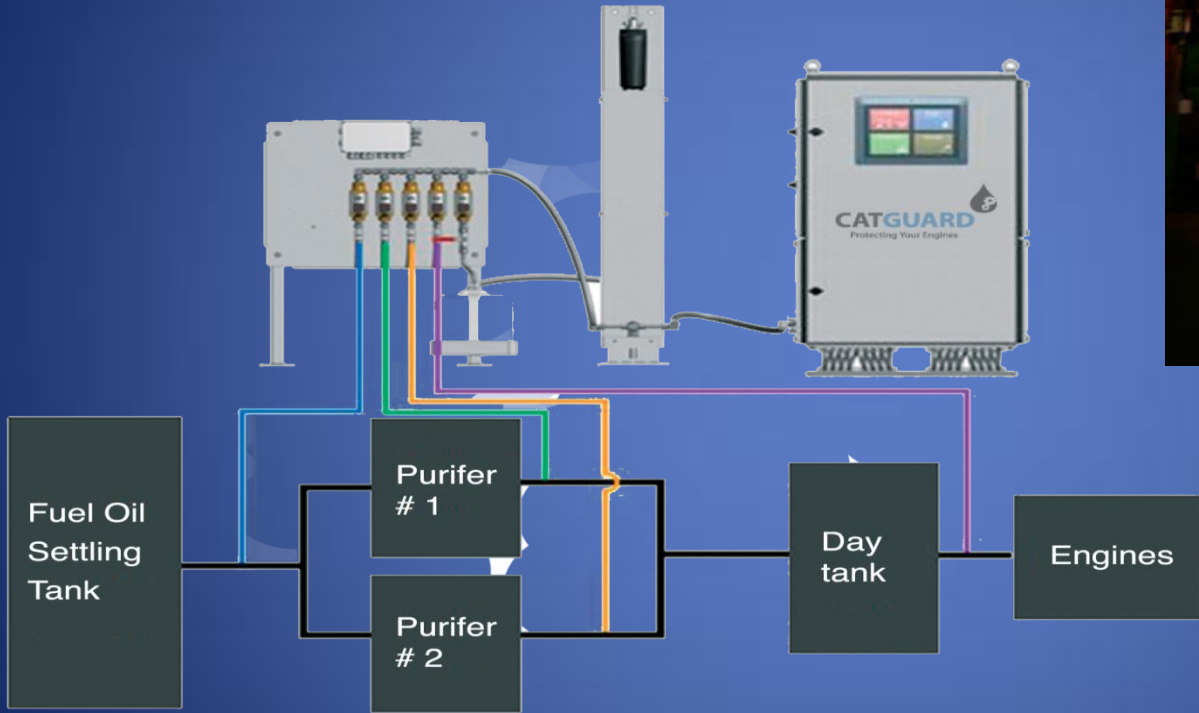 CATGUARD
Protecting Your Engines
Fuel Oil
Settling
Tank
Purifer
# 1
Purifer
# 2
Day
tank
Engines